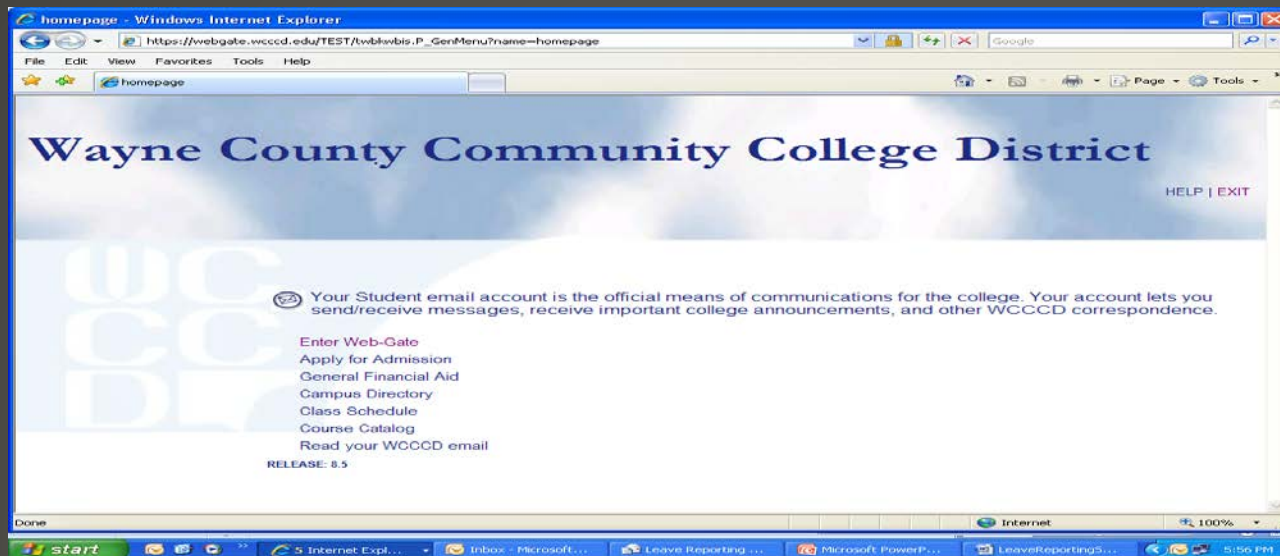 homepage - Windows Internet Explorer
https://webgate.wcccd.edu/TEST/twbkwbis.P_GenMenu?name=homepage
Google
File Edit View Favorites Tools Help
homepage
Page Tools
Wayne County Community College District
HELP | EXIT
WC
CC
D
Your Student email account is the official means of communications for the college. Your account lets you
send/receive messages, receive important college announcements, and other WCCCD correspondence.
Enter Web-Gate
Apply for Admission
General Financial Aid
Campus Directory
Class Schedule
Course Catalog
Read your WCCCD email
RELEASE: 8.5
Done Internet 100%
start 5 Internet Expl... Inbox - Microsoft... Leave Reporting ... Microsoft PowerP... LeaveReporting5... 5:56 PM